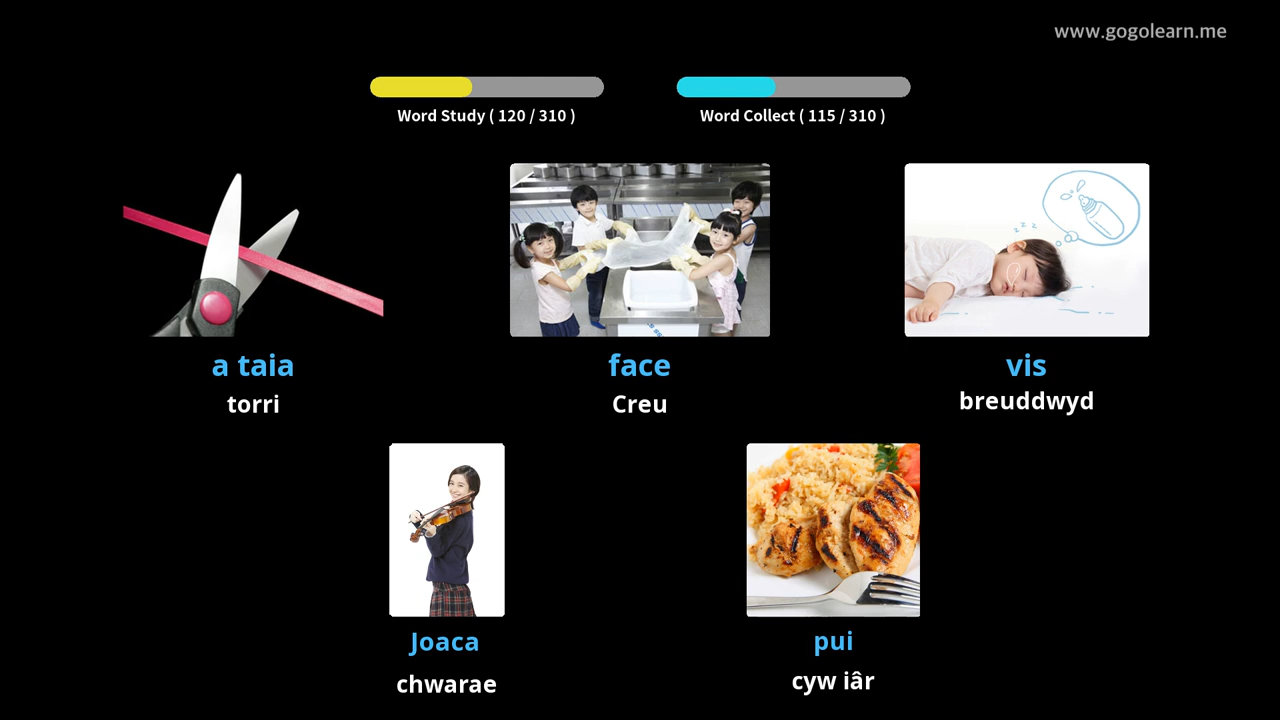 www.gogolearn.me
Word Study ( 120 / 310 )
Word Collect ( 115 / 310 )
a taia
torri
face
Creu
vis
breuddwyd
Joaca
chwarae
pui
cyw iâr